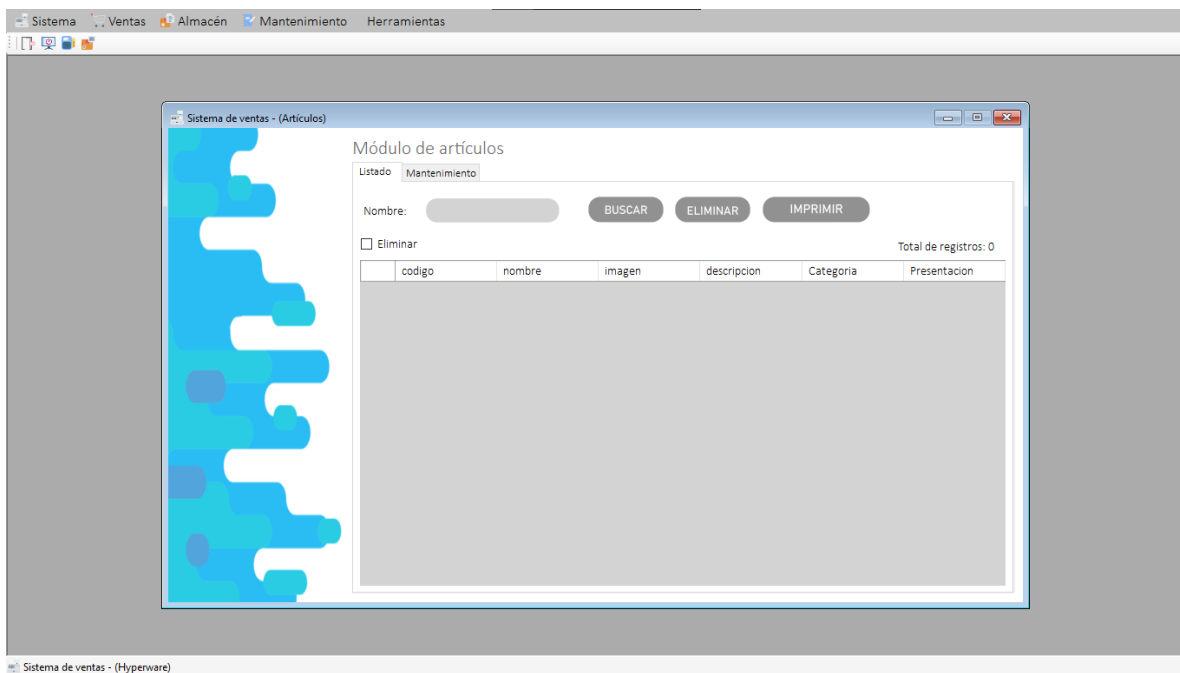 Sistema Ventas Almacén Mantenimiento Herramientas
Sistema de ventas - (Artículos)
Módulo de artículos
Listado Mantenimiento
Nombre: BUSCAR ELIMINAR IMPRIMIR
Eliminar Total de registros: 0
codigo nombre imagen descripcion Categoria Presentacion
Sistema de ventas - (Hyperware)